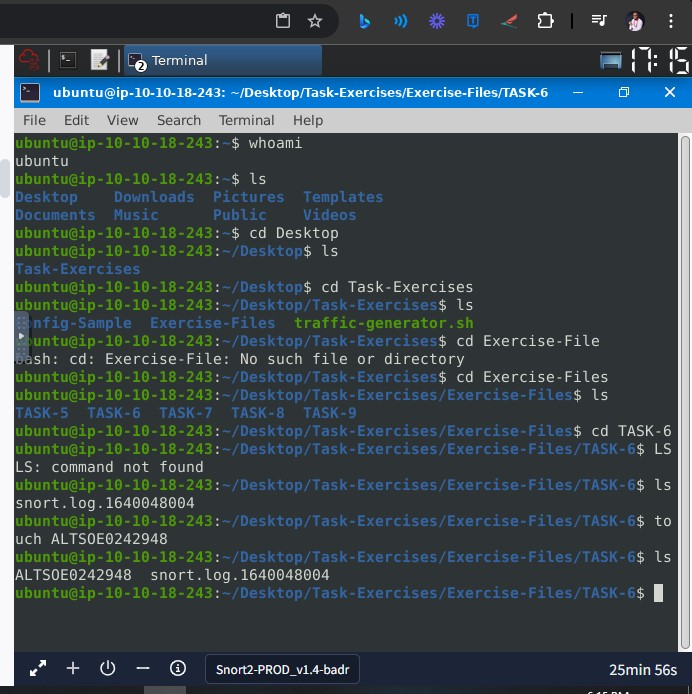 Terminal
2
17:15
ubuntu@ip-10-10-18-243: ~/Desktop/Task-Exercises/Exercise-Files/TASK-6
File Edit View Search Terminal Help
ubuntu@ip-10-10-18-243:~$ whoami
ubuntu
ubuntu@ip-10-10-18-243:~$ ls
Desktop Downloads Pictures Templates
Documents Music Public Videos
ubuntu@ip-10-10-18-243:~$ cd Desktop
ubuntu@ip-10-10-18-243:~/Desktop$ ls
Task-Exercises
ubuntu@ip-10-10-18-243:~/Desktop$ cd Task-Exercises
ubuntu@ip-10-10-18-243:~/Desktop/Task-Exercises$ ls
onfig-Sample Exercise-Files traffic-generator.sh
ubuntu@ip-10-10-18-243:~/Desktop/Task-Exercises$ cd Exercise-File
bash: cd: Exercise-File: No such file or directory
ubuntu@ip-10-10-18-243:~/Desktop/Task-Exercises$ cd Exercise-Files
ubuntu@ip-10-10-18-243:~/Desktop/Task-Exercises/Exercise-Files$ ls
TASK-5 TASK-6 TASK-7 TASK-8 TASK-9
ubuntu@ip-10-10-18-243:~/Desktop/Task-Exercises/Exercise-Files$ cd TASK-6
ubuntu@ip-10-10-18-243:~/Desktop/Task-Exercises/Exercise-Files/TASK-6$ LS
LS: command not found
ubuntu@ip-10-10-18-243:~/Desktop/Task-Exercises/Exercise-Files/TASK-6$ ls
snort.log.1640048004
ubuntu@ip-10-10-18-243:~/Desktop/Task-Exercises/Exercise-Files/TASK-6$ to
uch ALTSOE0242948
ubuntu@ip-10-10-18-243:~/Desktop/Task-Exercises/Exercise-Files/TASK-6$ ls
ALTSOE0242948 snort.log.1640048004
ubuntu@ip-10-10-18-243:~/Desktop/Task-Exercises/Exercise-Files/TASK-6$
Snort2-PROD_v1.4-badr
25min 56s